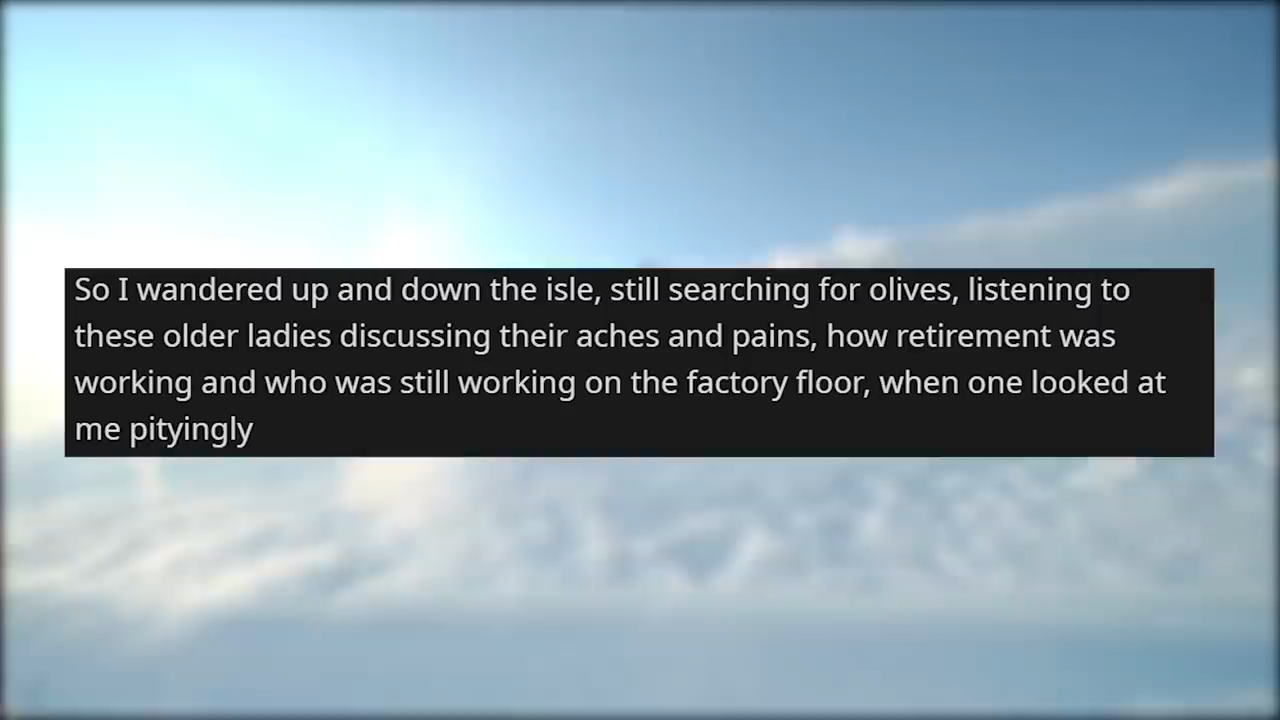 So I wandered up and down the isle, still searching for olives, listening to
these older ladies discussing their aches and pains, how retirement was
working and who was still working on the factory floor, when one looked at
me pityingly